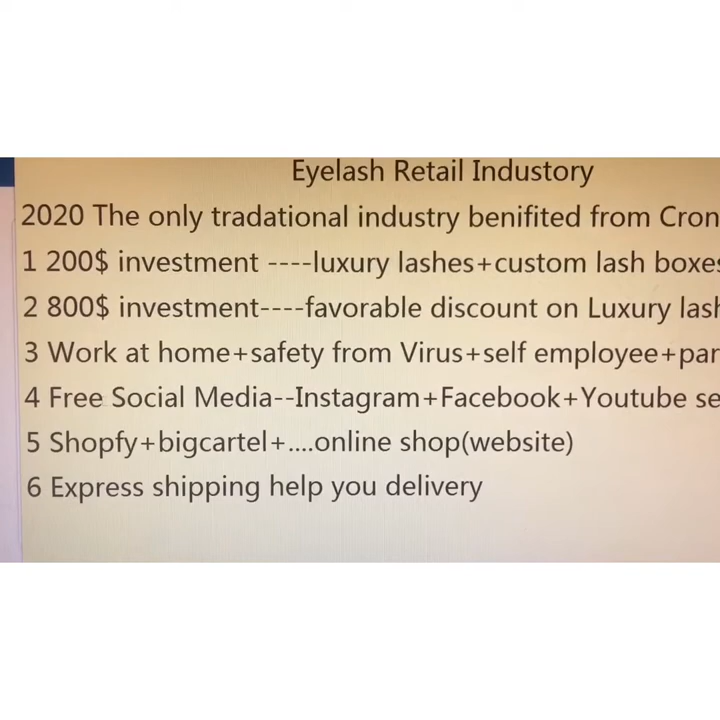 Eyelash Retail Industory
2020 The only tradational industry benifited from Cron
1 200$ investment ----luxury lashes+custom lash boxes
2 800$ investment----favorable discount on Luxury lash
3 Work at home+safety from Virus+self employee+par
4 Free Social Media--Instagram+Facebook+Youtube se
5 Shopfy+bigcartel+....online shop(website)
6 Express shipping help you delivery